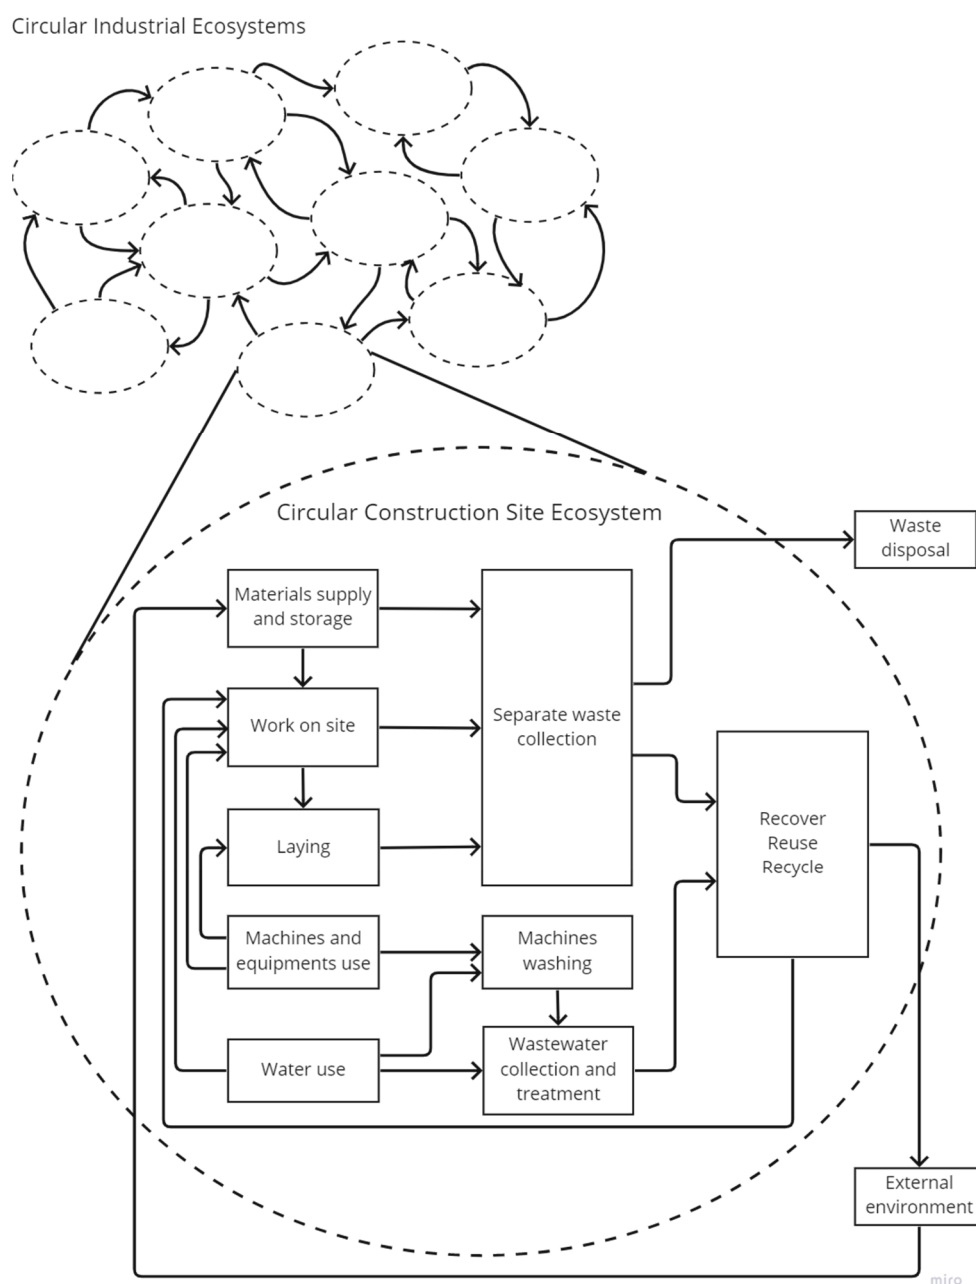 Circular Industrial Ecosystems
Circular Construction Site Ecosystem
Waste
disposal
Materials supply
and storage
Work on site
Separate waste
collection
Laying
Recover
Reuse
Recycle
Machines and
equipments use
Machines
washing
Water use
Wastewater
collection and
treatment
External
environment
miro